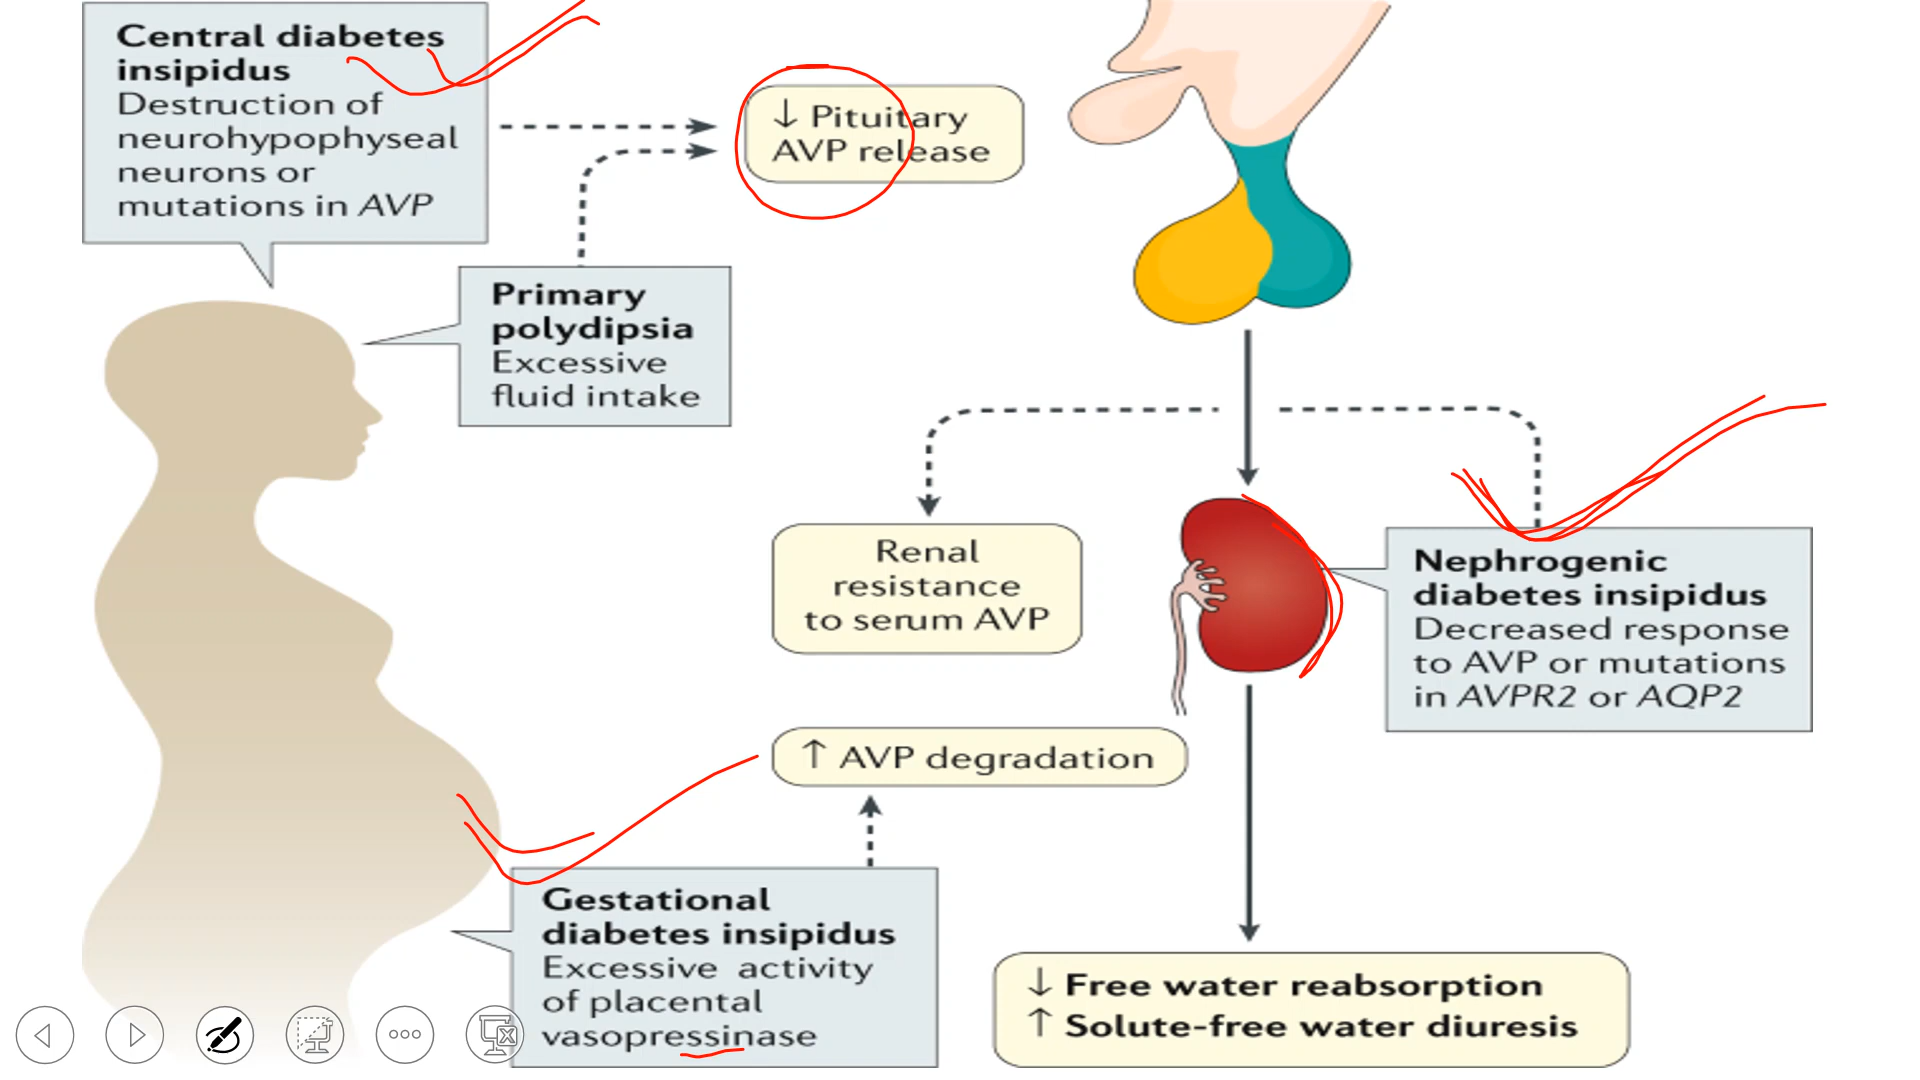 Central diabetes
insipidus
Destruction of
neurohypophyseal
neurons or
mutations in AVP
↓ Pituitary
AVP release
Primary
polydipsia
Excessive
fluid intake
Renal
resistance
to serum AVP
Nephrogenic
diabetes insipidus
Decreased response
to AVP or mutations
in AVPR2 or AQP2
↑ AVP degradation
Gestational
diabetes insipidus
Excessive activity
of placental
vasopressinase
↓ Free water reabsorption
↑ Solute-free water diuresis